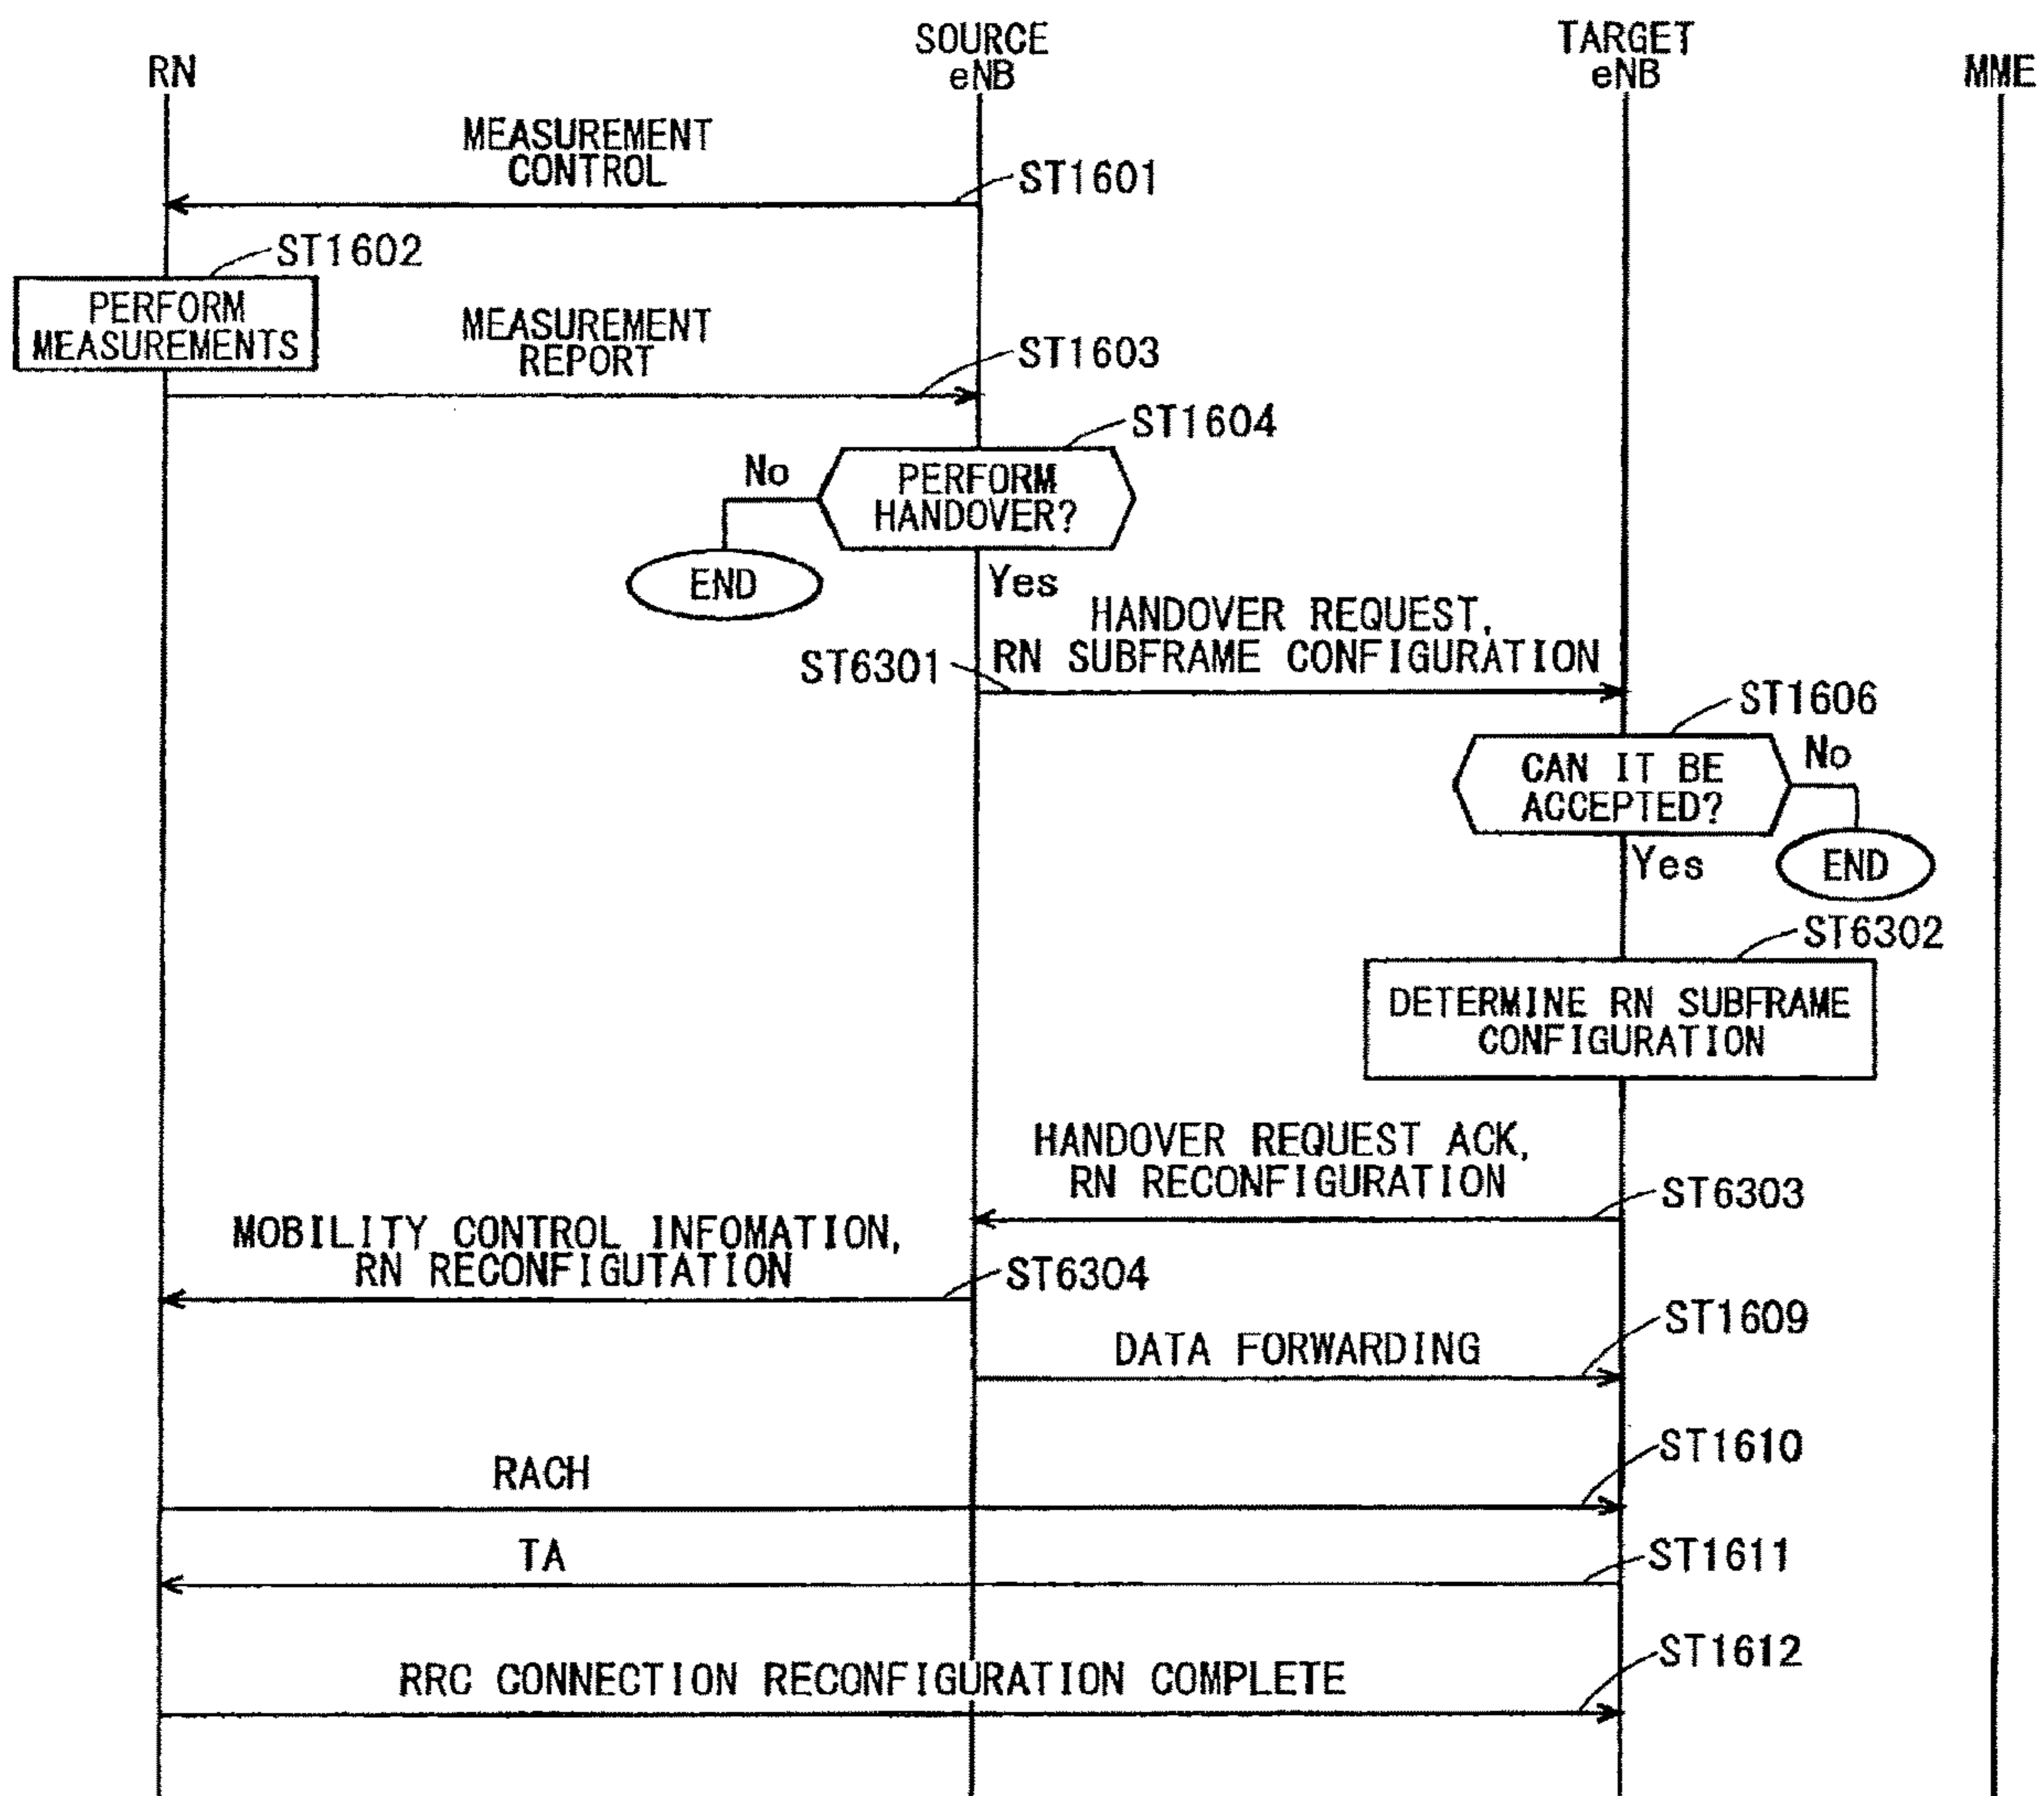 RN
SOURCE
eNB
TARGET
eNB
MME
MEASUREMENT
CONTROL
ST1601
ST1602
PERFORM
MEASUREMENTS
MEASUREMENT
REPORT
ST1603
ST1604
No
PERFORM
HANDOVER?
END
Yes
HANDOVER REQUEST,
RN SUBFRAME CONFIGURATION
ST6301
ST1606
CAN IT BE
ACCEPTED?
No
END
Yes
ST6302
DETERMINE RN SUBFRAME
CONFIGURATION
HANDOVER REQUEST ACK,
RN RECONFIGURATION
ST6303
MOBILITY CONTROL INFOMATION,
RN RECONFIGUTATION
ST6304
ST1609
DATA FORWARDING
ST1610
RACH
TA
ST1611
ST1612
RRC CONNECTION RECONFIGURATION COMPLETE